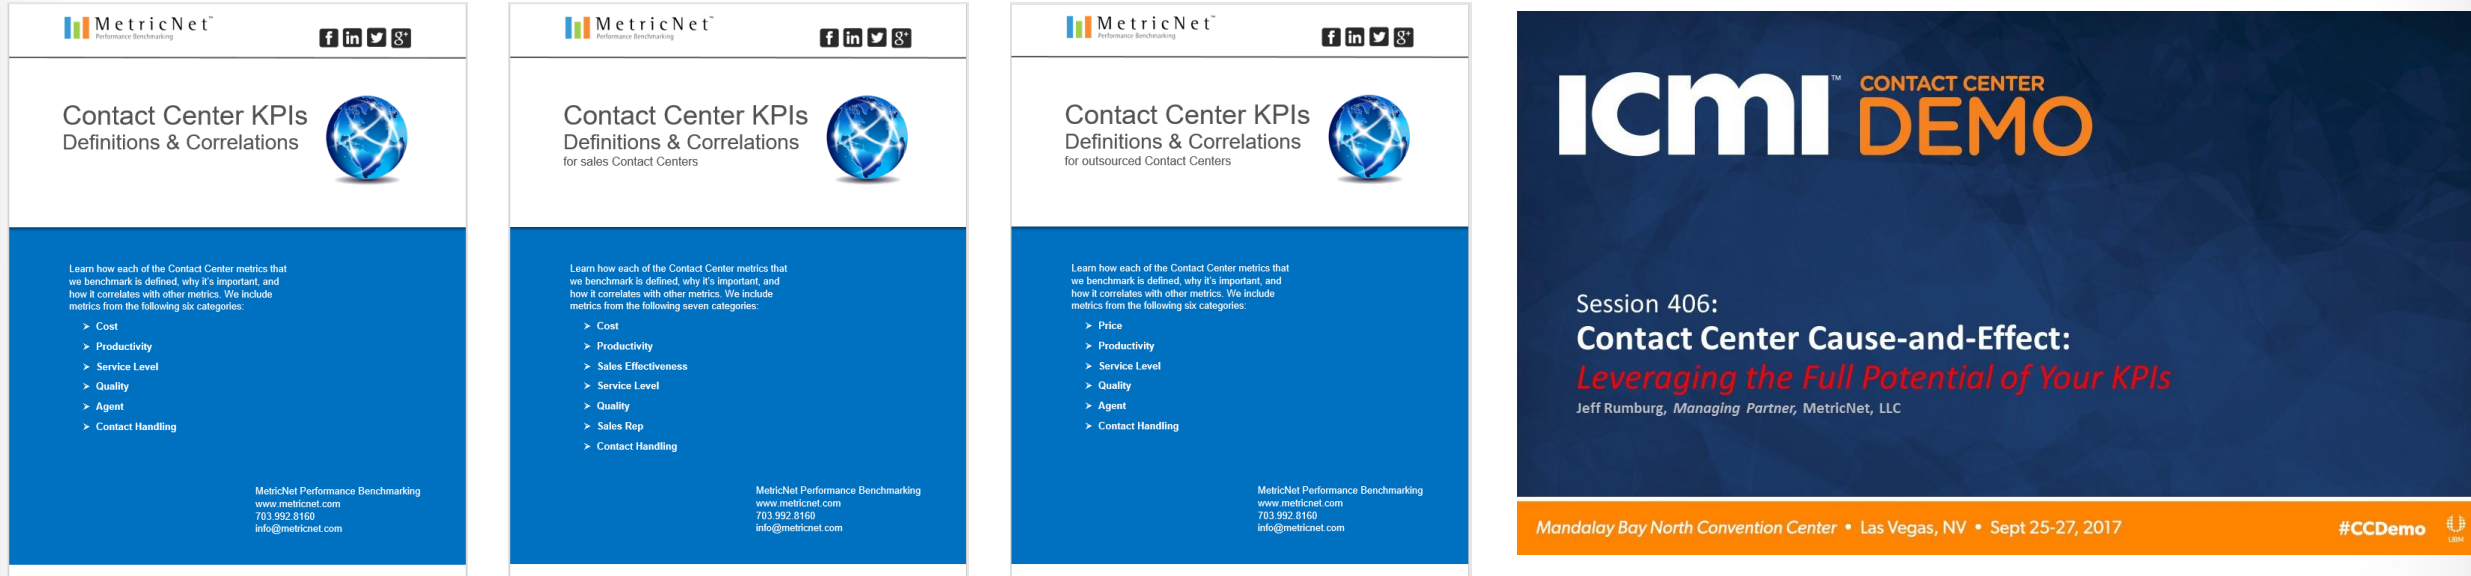 MetricNet™
Performance Benchmarking
f in g+
Contact Center KPIs
Definitions & Correlations
Learn how each of the Contact Center metrics that
we benchmark is defined, why it's important, and
how it correlates with other metrics. We include
metrics from the following six categories:
➢ Cost
➢ Productivity
➢ Service Level
➢ Quality
➢ Agent
➢ Contact Handling
MetricNet Performance Benchmarking
www.metricnet.com
703.992.8160
info@metricnet.com
MetricNet™
Performance Benchmarking
f in g+
Contact Center KPIs
Definitions & Correlations
for sales Contact Centers
Learn how each of the Contact Center metrics that
we benchmark is defined, why it's important, and
how it correlates with other metrics. We include
metrics from the following seven categories:
➢ Cost
➢ Productivity
➢ Sales Effectiveness
➢ Service Level
➢ Quality
➢ Sales Rep
➢ Contact Handling
MetricNet Performance Benchmarking
www.metricnet.com
703.992.8160
info@metricnet.com
MetricNet™
Performance Benchmarking
f in g+
Contact Center KPIs
Definitions & Correlations
for outsourced Contact Centers
Learn how each of the Contact Center metrics that
we benchmark is defined, why it's important, and
how it correlates with other metrics. We include
metrics from the following six categories:
➢ Price
➢ Productivity
➢ Service Level
➢ Quality
➢ Agent
➢ Contact Handling
MetricNet Performance Benchmarking
www.metricnet.com
703.992.8160
info@metricnet.com
ICMI™ CONTACT CENTER
DEMO
Session 406:
Contact Center Cause-and-Effect:
Leveraging the Full Potential of Your KPIs
Jeff Rumburg, Managing Partner, MetricNet, LLC
Mandalay Bay North Convention Center • Las Vegas, NV • Sept 25-27, 2017
#CCDemo
UBM